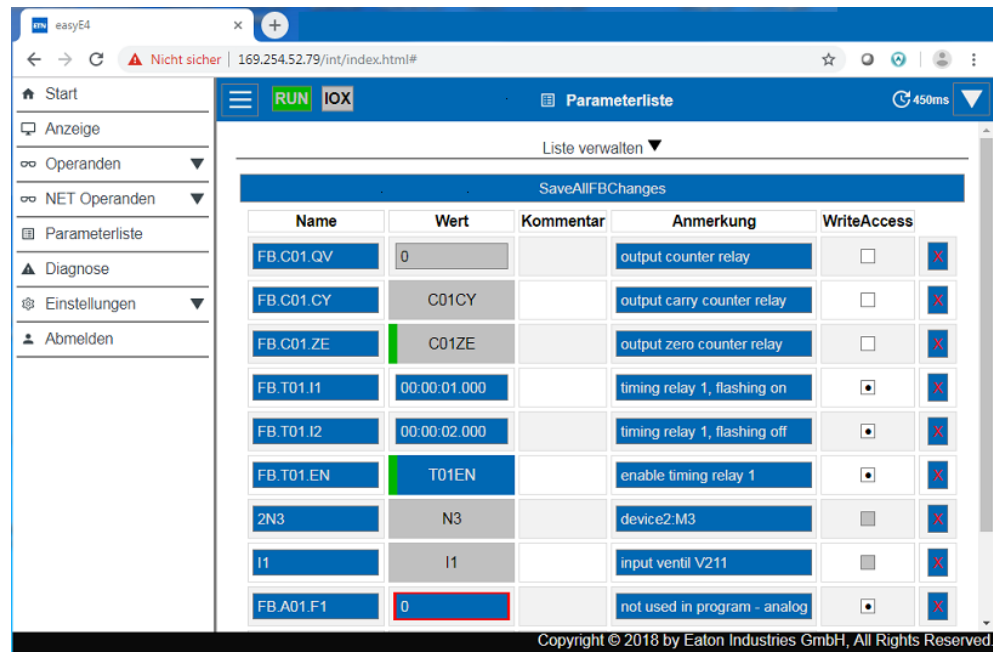 ETN easyE4
Nicht sicher | 169.254.52.79/int/index.html#
Start
Anzeige
Operanden
NET Operanden
Parameterliste
Diagnose
Einstellungen
Abmelden
RUN IOX Parameterliste 450ms
Liste verwalten
SaveAllFBChanges
Name Wert Kommentar Anmerkung WriteAccess
FB.C01.QV 0 output counter relay X
FB.C01.CY C01CY output carry counter relay X
FB.C01.ZE C01ZE output zero counter relay X
FB.T01.I1 00:00:01.000 timing relay 1, flashing on X
FB.T01.I2 00:00:02.000 timing relay 1, flashing off X
FB.T01.EN T01EN enable timing relay 1 X
2N3 N3 device2:M3 X
I1 I1 input ventil V211 X
FB.A01.F1 0 not used in program - analog X
Copyright © 2018 by Eaton Industries GmbH, All Rights Reserved.